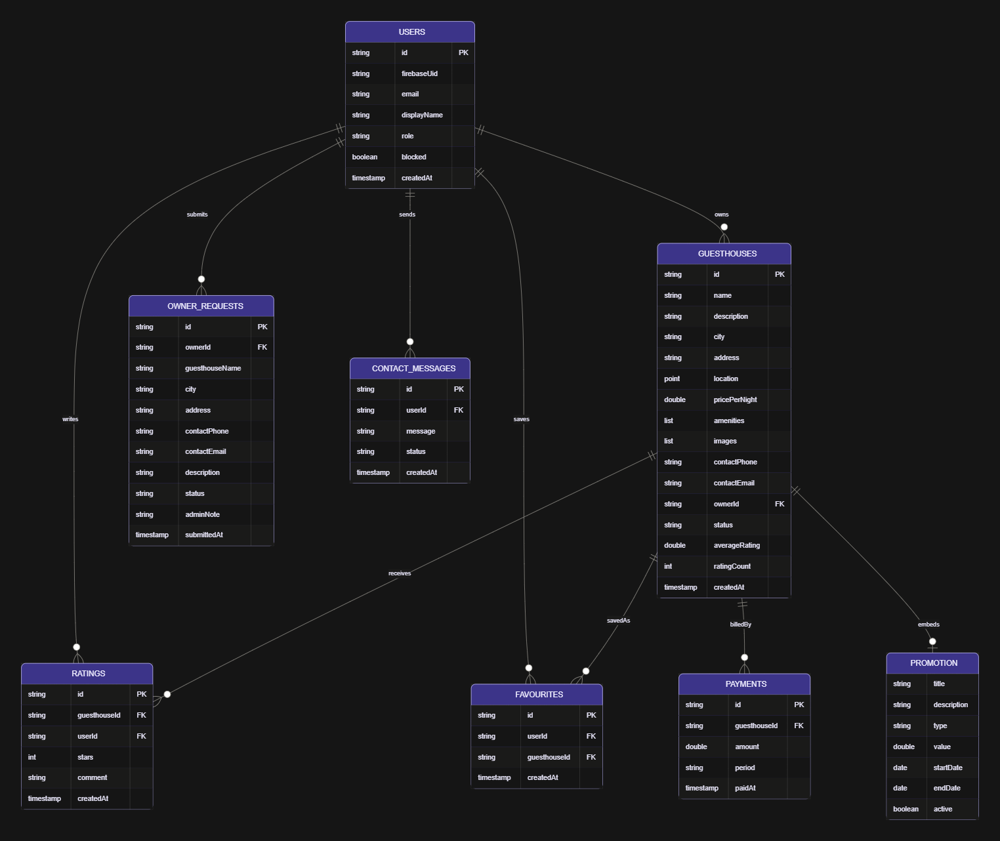 USERS
string id PK
string firebaseUid
string email
string displayName
string role
boolean blocked
timestamp createdAt
submits
sends
owns
GUESTHOUSES
string id PK
string name
string description
string city
string address
point location
double pricePerNight
list amenities
list images
string contactPhone
string contactEmail
string ownerId FK
string status
double averageRating
int ratingCount
timestamp createdAt
OWNER_REQUESTS
string id PK
string ownerId FK
string guesthouseName
string city
string address
string contactPhone
string contactEmail
string description
string status
string adminNote
timestamp submittedAt
CONTACT_MESSAGES
string id PK
string userId FK
string message
string status
timestamp createdAt
writes
saves
receives
savedAs
billedBy
embeds
RATINGS
string id PK
string guesthouseId FK
string userId FK
int stars
string comment
timestamp createdAt
FAVOURITES
string id PK
string userId FK
string guesthouseId FK
timestamp createdAt
PAYMENTS
string id PK
string guesthouseId FK
double amount
string period
timestamp paidAt
PROMOTION
string title
string description
string type
double value
date startDate
date endDate
boolean active